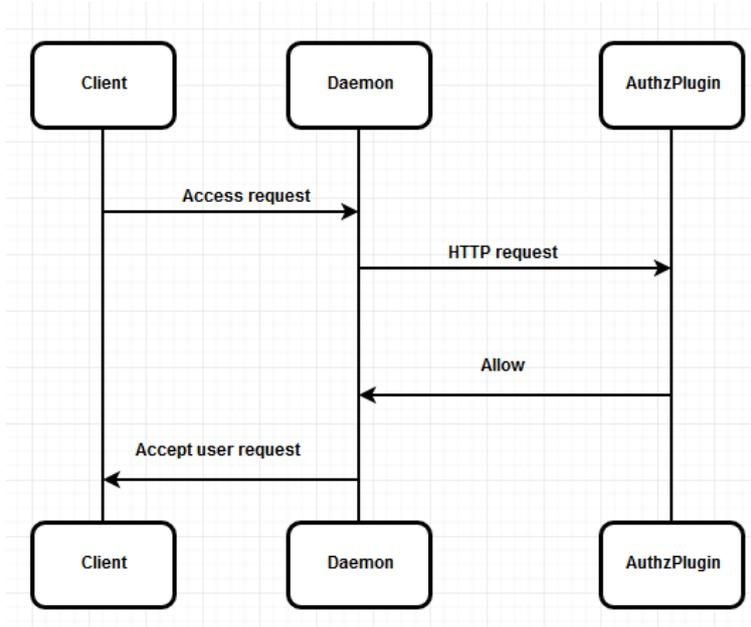 Client
Daemon
AuthzPlugin
Access request
HTTP request
Allow
Accept user request
Client
Daemon
AuthzPlugin